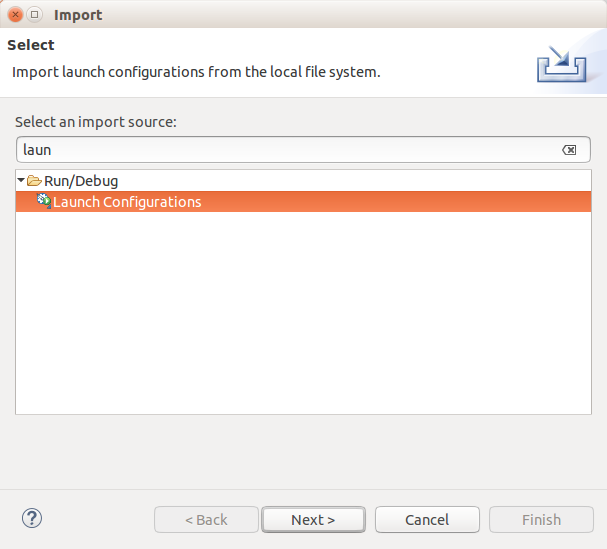 Import
Select
Import launch configurations from the local file system.
Select an import source:
laun
Run/Debug
Launch Configurations
?
< Back
Next >
Cancel
Finish